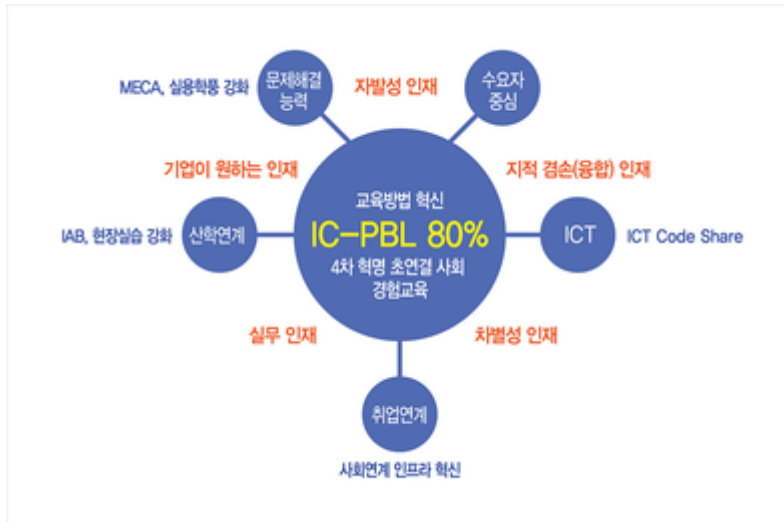 문제해결
능력
MECA, 실용학풍 강화
자발성 인재
수요자
중심
기업이 원하는 인재
지적 겸손(융합) 인재
교육방법 혁신
IC-PBL 80%
4차 혁명 초연결 사회
경험교육
IAB, 현장실습 강화
산학연계
ICT
ICT Code Share
실무 인재
차별성 인재
취업연계
사회연계 인프라 혁신